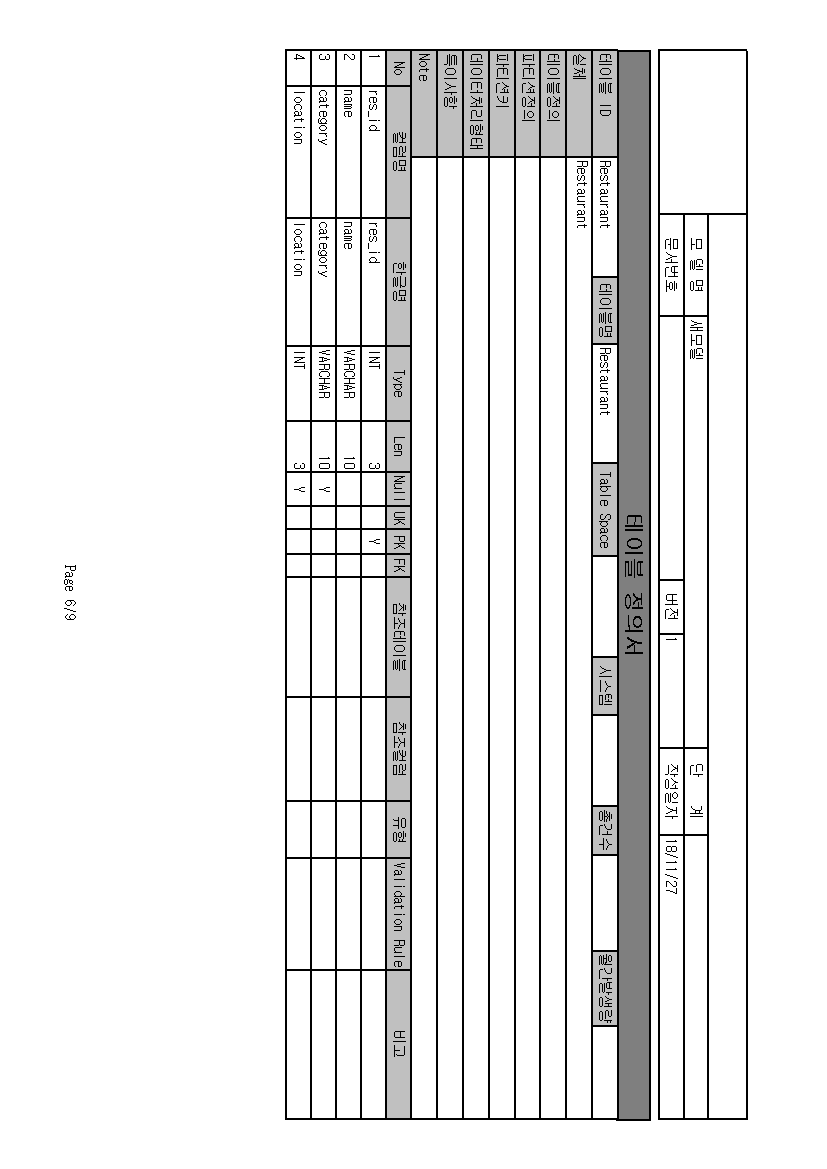 모 델 명 새모델 단 계
문서번호 버전 1 작성일자 18/11/27
테이블 정의서
테이블 ID Restaurant 테이블명 Restaurant Table Space 시스템 총건수 월간발생량
실체 Restaurant
테이블정의
파티션정의
파티션키
데이터처리형태
특이사항
Note
No 컬럼명 한글명 Type Len Null UK PK FK 참조테이블 참조컬럼 유형 Validation Rule 비고
1 res_id res_id INT 3 Y
2 name name VARCHAR 10
3 category category VARCHAR 10 Y
4 location location INT 3 Y
Page 6/9